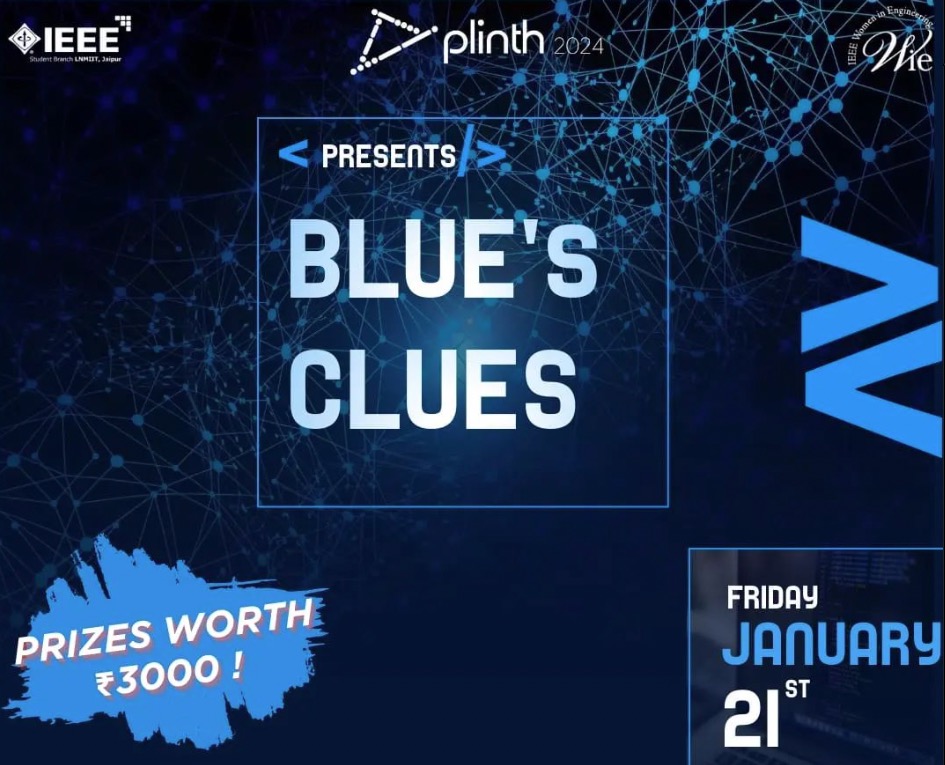 IEEE
Student Branch LNMIIT, Jaipur
plinth 2024
IEEE Women in Engineering
Wie
< PRESENTS/>
BLUE's
CLUES
PRIZES WORTH
₹3000 !
FRIDAY
JANUARY
21ST